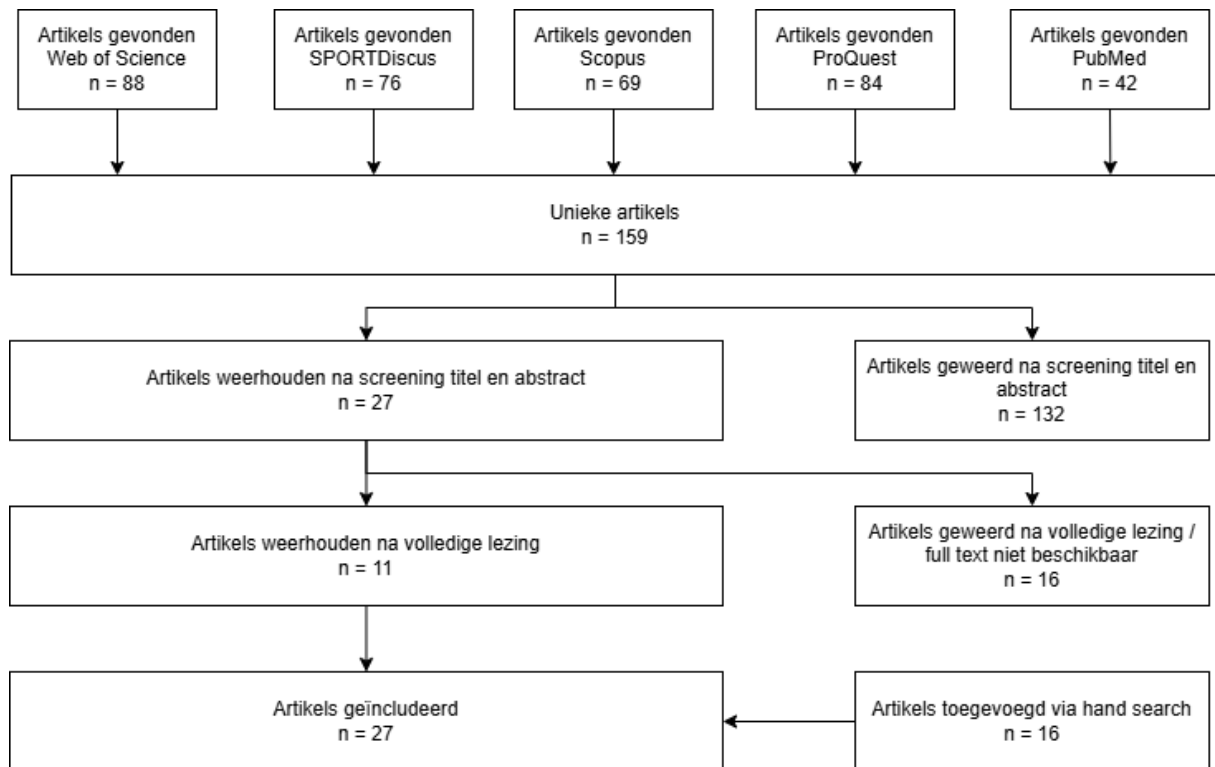 Artikels gevonden
Web of Science
n = 88
Artikels gevonden
SPORTDiscus
n = 76
Artikels gevonden
Scopus
n = 69
Artikels gevonden
ProQuest
n = 84
Artikels gevonden
PubMed
n = 42
Unieke artikels
n = 159
Artikels weerhouden na screening titel en abstract
n = 27
Artikels geweerd na screening titel en
abstract
n = 132
Artikels weerhouden na volledige lezing
n = 11
Artikels geweerd na volledige lezing /
full text niet beschikbaar
n = 16
Artikels geïncludeerd
n = 27
Artikels toegevoegd via hand search
n = 16